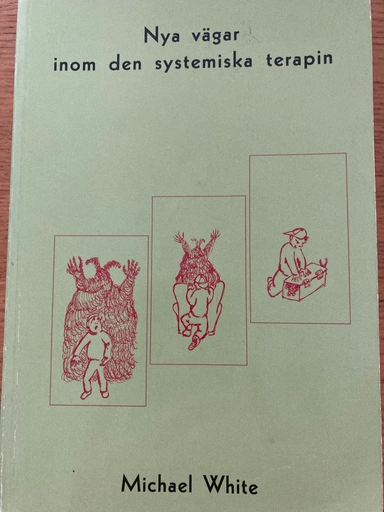 Nya vägar
inom den systemiska terapin
Michael White